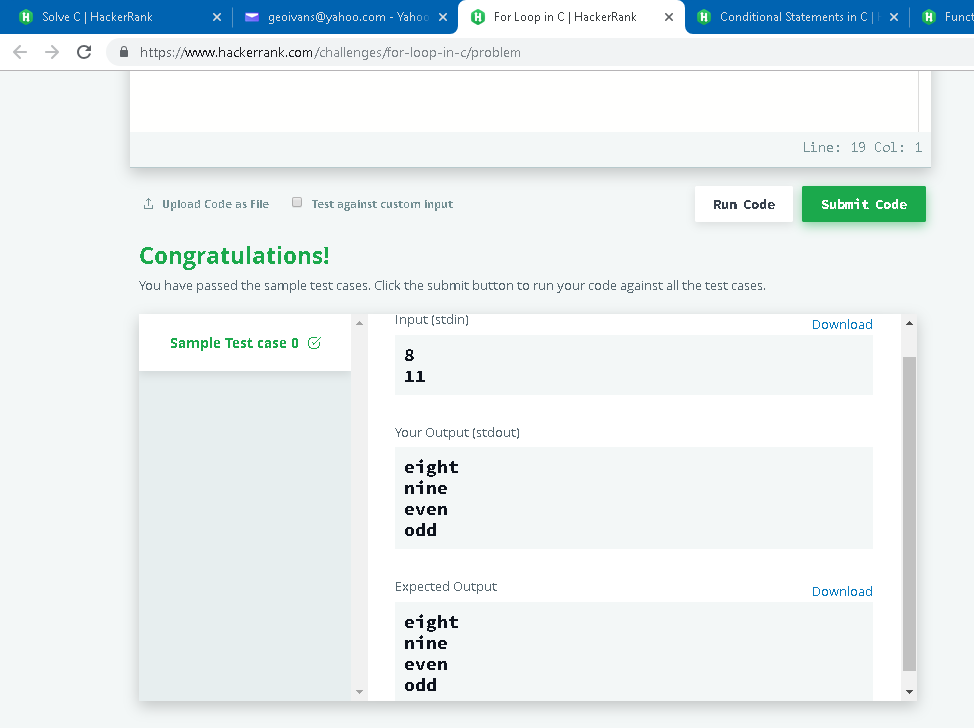 Solve C | HackerRank
geoivans@yahoo.com - Yahoo
For Loop in C | HackerRank
Conditional Statements in C |
Funct
https://www.hackerrank.com/challenges/for-loop-in-c/problem
Line: 19 Col: 1
Upload Code as File
Test against custom input
Run Code
Submit Code
Congratulations!
You have passed the sample test cases. Click the submit button to run your code against all the test cases.
Sample Test case 0
Input (stdin)
Download
8
11
Your Output (stdout)
eight
nine
even
odd
Expected Output
Download
eight
nine
even
odd